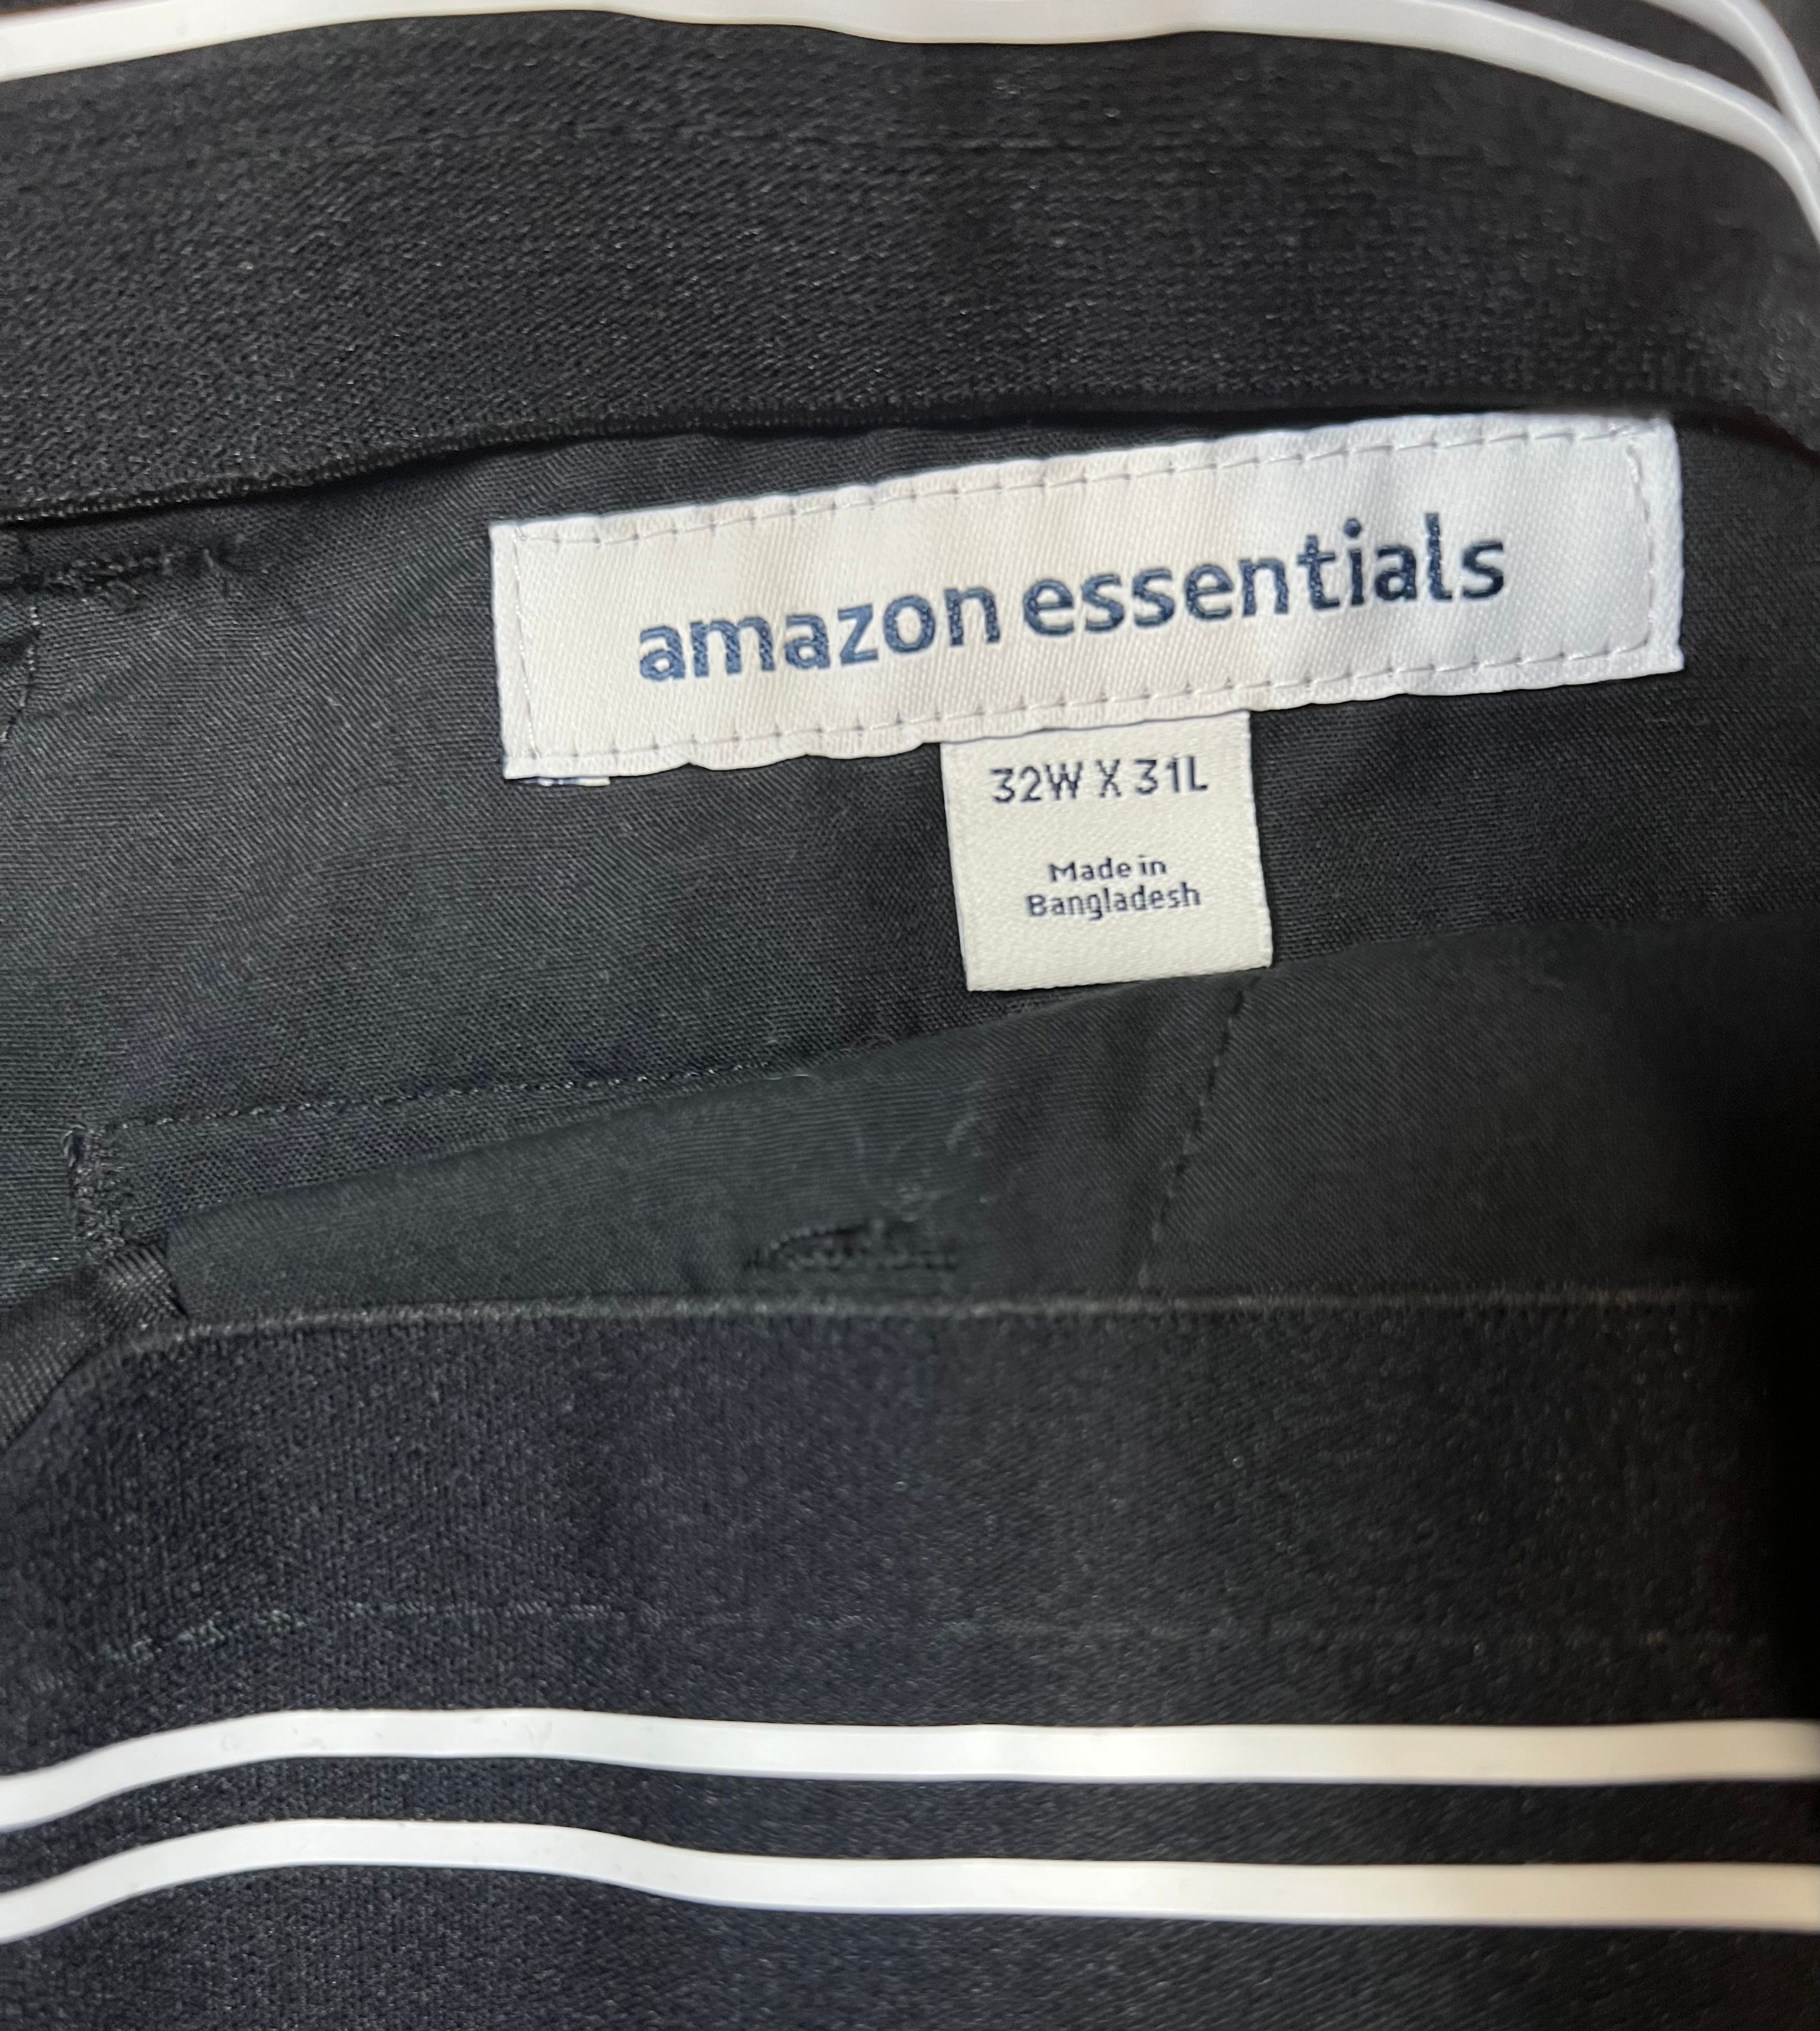 amazon essentials
32W X 31L
Made in
Bangladesh